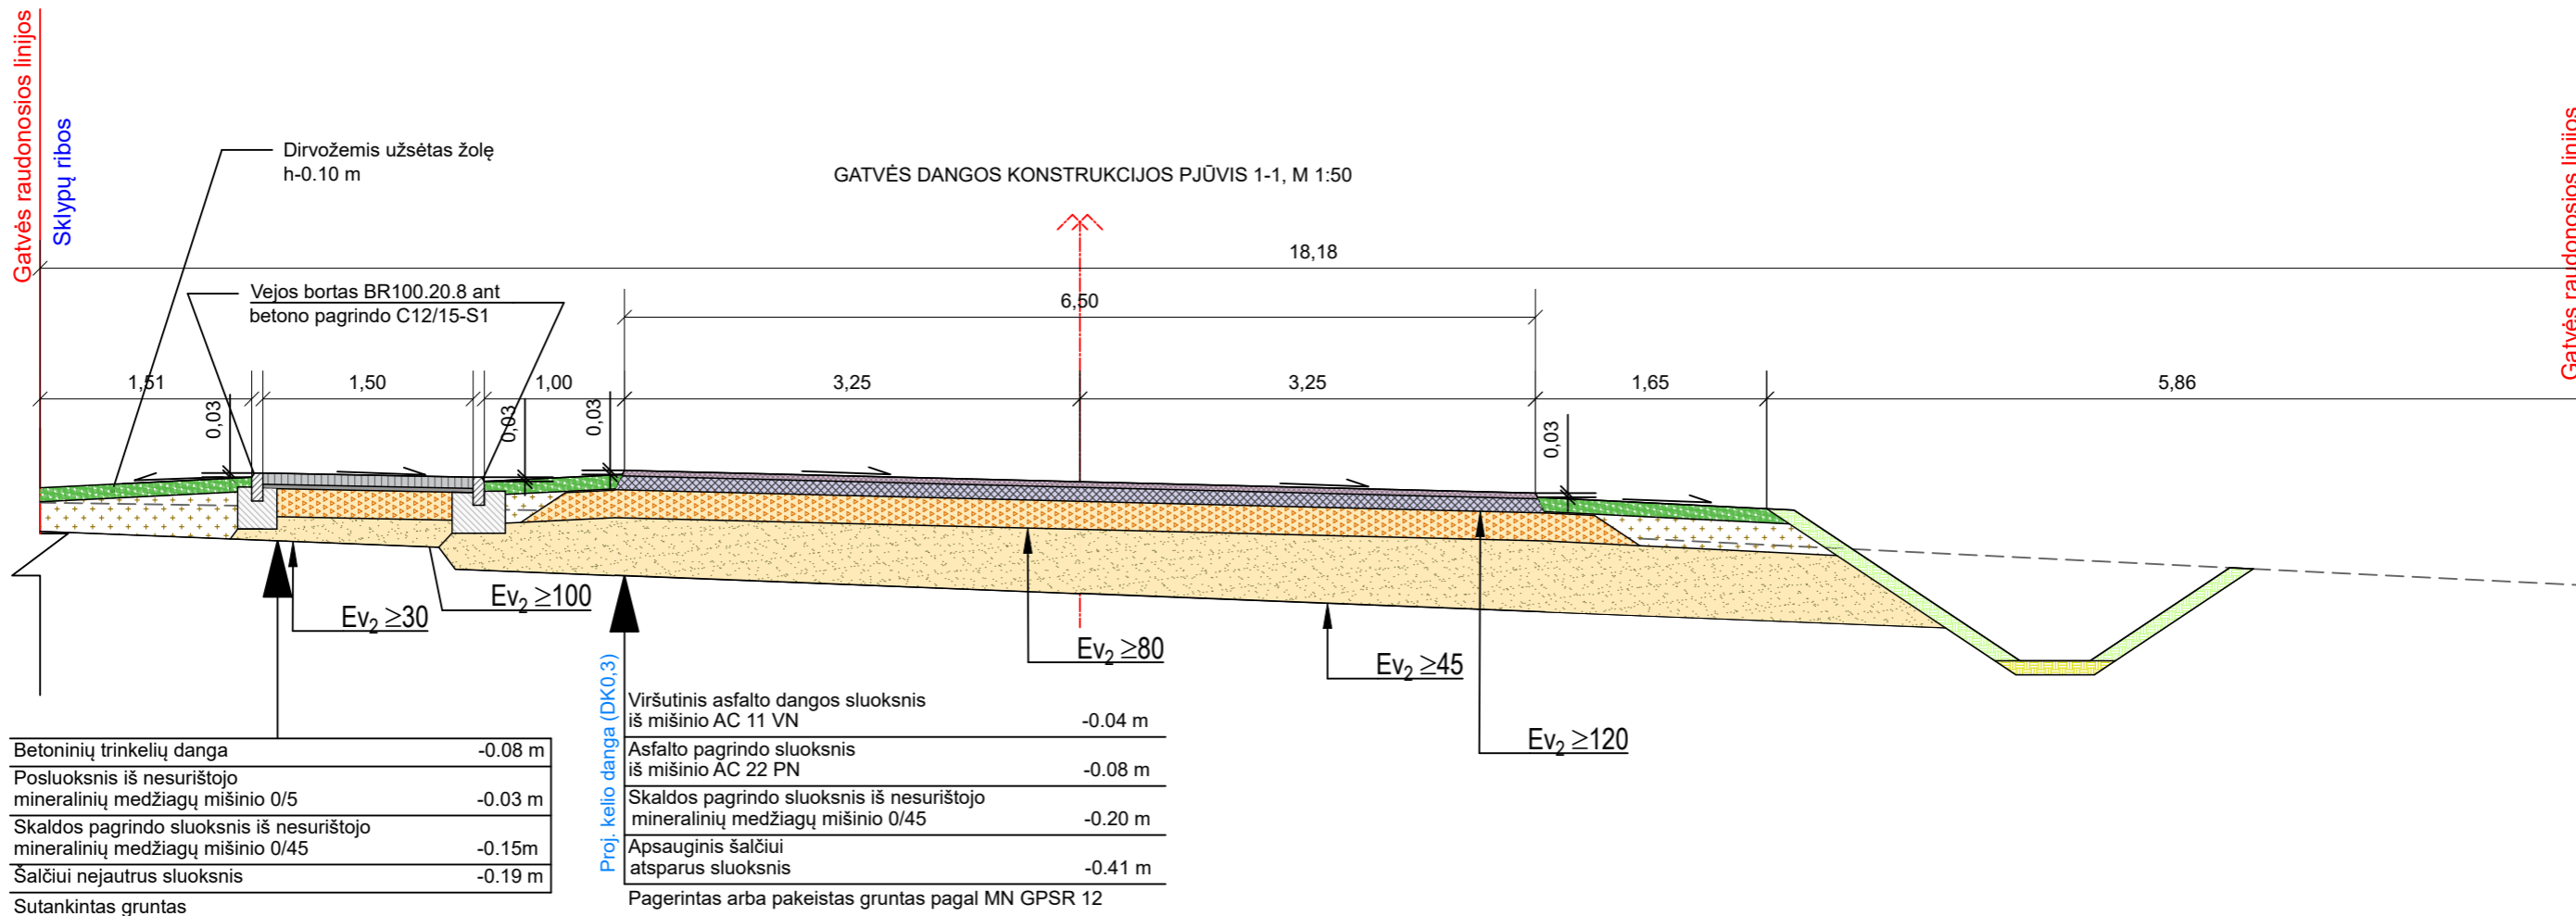 Gatvės raudonosios linijos
Sklypų ribos
Dirvožemis užsėtas žolę
h-0.10 m
GATVĖS DANGOS KONSTRUKCIJOS PJŪVIS 1-1, M 1:50
Gatvės raudonosios linijos
18,18
Vejos bortas BR100.20.8 ant
betono pagrindo C12/15-S1
6,50
1,51
1,50
1,00
3,25
3,25
1,65
5,86
0,03
0,03
0,03
0,03
Ev₂ ≥30
Ev₂ ≥100
Ev₂ ≥80
Ev₂ ≥45
Ev₂ ≥120
Betoninių trinkelių danga -0.08 m
Posluoksnis iš nesurištojo
mineralinių medžiagų mišinio 0/5 -0.03 m
Skaldos pagrindo sluoksnis iš nesurištojo
mineralinių medžiagų mišinio 0/45 -0.15m
Šalčiui nejautrus sluoksnis -0.19 m
Sutankintas gruntas
Proj. kelio danga (DK0,3)
Viršutinis asfalto dangos sluoksnis
iš mišinio AC 11 VN -0.04 m
Asfalto pagrindo sluoksnis
iš mišinio AC 22 PN -0.08 m
Skaldos pagrindo sluoksnis iš nesurištojo
mineralinių medžiagų mišinio 0/45 -0.20 m
Apsauginis šalčiui
atsparus sluoksnis -0.41 m
Pagerintas arba pakeistas gruntas pagal MN GPSR 12